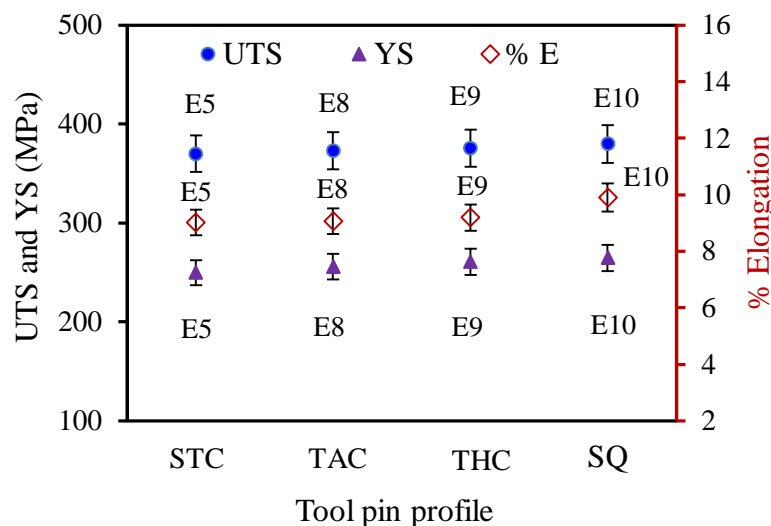 UTS and YS (MPa)
500
400
300
200
100
UTS YS % E
E5 E8 E9 E10
E5 E8 E9 E10
E5 E8 E9 E10
16
14
12
10
8
6
4
2
% Elongation
STC TAC THC SQ
Tool pin profile